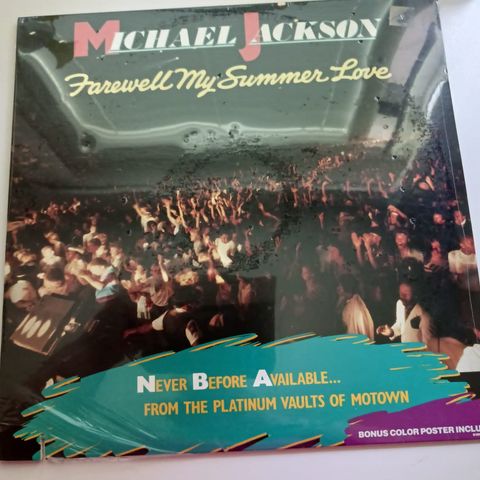 MICHAEL JACKSON
Farewell My Summer Love
NEVER BEFORE AVAILABLE...
FROM THE PLATINUM VAULTS OF MOTOWN
BONUS COLOR POSTER INCLU